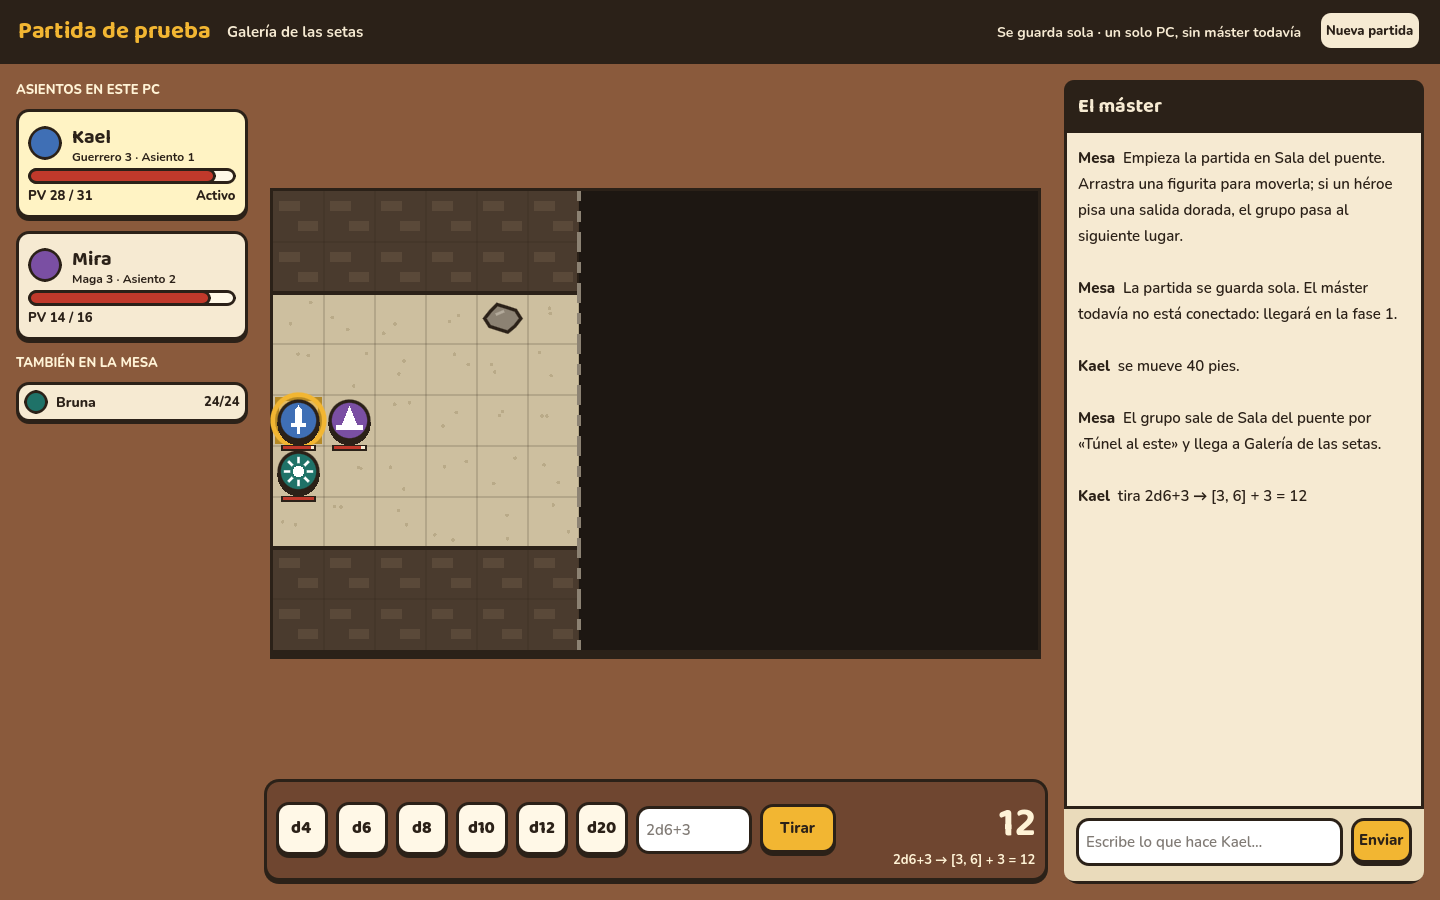 Partida de prueba
Galería de las setas
Se guarda sola · un solo PC, sin máster todavía
Nueva partida
ASIENTOS EN ESTE PC
Kael
Guerrero 3 · Asiento 1
PV 28 / 31
Activo
Mira
Maga 3 · Asiento 2
PV 14 / 16
TAMBIÉN EN LA MESA
Bruna
24/24
d4
d6
d8
d10
d12
d20
2d6+3
Tirar
12
2d6+3 → [3, 6] + 3 = 12
El máster
Mesa Empieza la partida en Sala del puente.
Arrastra una figurita para moverla; si un héroe
pisa una salida dorada, el grupo pasa al
siguiente lugar.
Mesa La partida se guarda sola. El máster
todavía no está conectado: llegará en la fase 1.
Kael se mueve 40 pies.
Mesa El grupo sale de Sala del puente por
«Túnel al este» y llega a Galería de las setas.
Kael tira 2d6+3 → [3, 6] + 3 = 12
Escribe lo que hace Kael...
Enviar